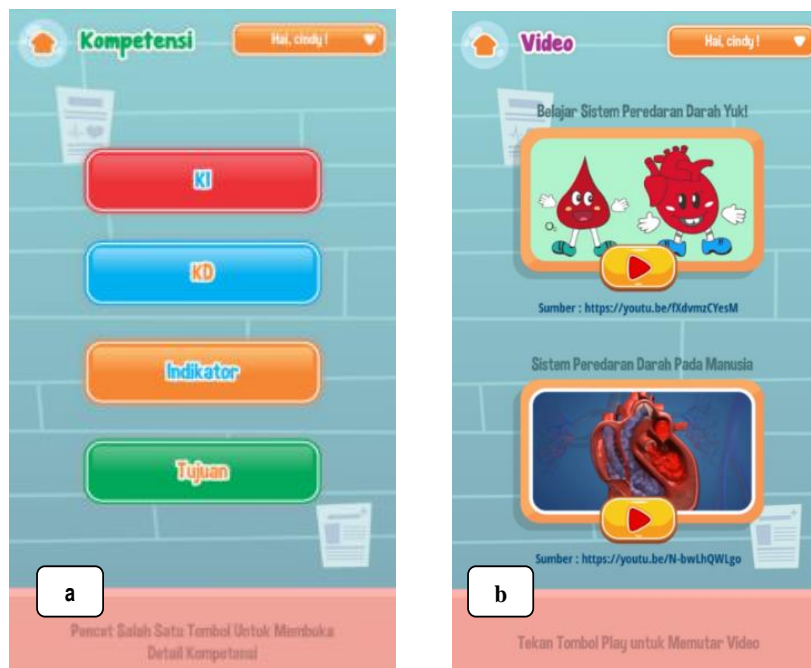 Kompetensi
Hai, cindy !
KI
KD
Indikator
Tujuan
a
Pencet Salah Satu Tombol Untuk Membuka
Detail Kompetensi
Video
Hai, cindy !
Belajar Sistem Peredaran Darah Yuk!
O₂
Sumber : https://youtu.be/fXdvmzCYesM
Sistem Peredaran Darah Pada Manusia
Sumber : https://youtu.be/N-bwLhQWLgo
b
Tekan Tombol Play untuk Memutar Video